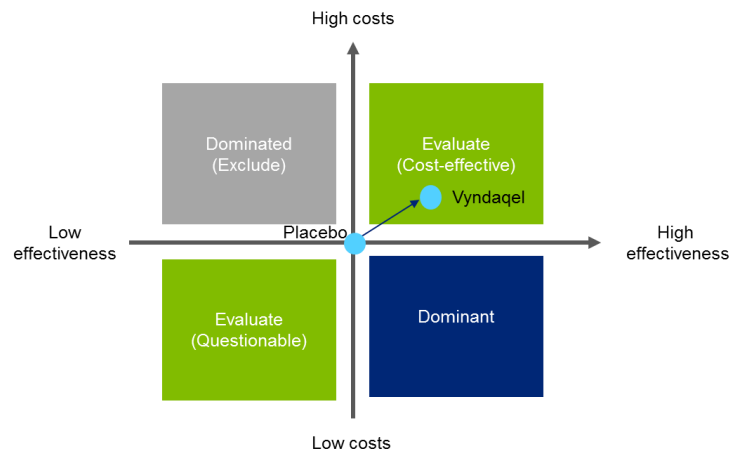 High costs
Dominated
(Exclude)
Evaluate
(Cost-effective)
Vyndaqel
Placebo
Low
effectiveness
High
effectiveness
Evaluate
(Questionable)
Dominant
Low costs